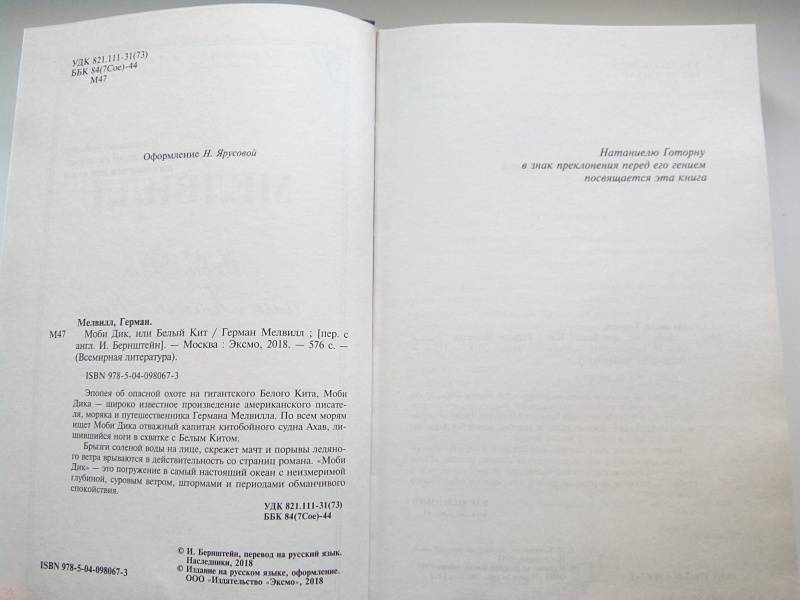 УДК 821.111-31(73)
ББК 84(7Сое)-44
М47
Оформление Н. Ярусовой
Мелвилл, Герман.
М47 Моби Дик, или Белый Кит / Герман Мелвилл ; [пер. с
англ. И. Бернштейн]. — Москва : Эксмо, 2018. — 576 с. —
(Всемирная литература).
ISBN 978-5-04-098067-3
Эпопея об опасной охоте на гигантского Белого Кита, Моби
Дика — широко известное произведение американского писате-
ля, моряка и путешественника Германа Мелвилла. По всем морям
ищет Моби Дика отважный капитан китобойного судна Ахав, ли-
шившийся ноги в схватке с Белым Китом.
Брызги соленой воды на лице, скрежет мачт и порывы ледяно-
го ветра врываются в действительность со страниц романа. «Моби
Дик» — это погружение в самый настоящий океан с неизмеримой
глубиной, суровым ветром, штормами и периодами обманчивого
спокойствия.
УДК 821.111-31(73)
ББК 84(7Сое)-44
© И. Бернштейн, перевод на русский язык.
Наследники, 2018
© Издание на русском языке, оформление.
ООО «Издательство «Эксмо», 2018
ISBN 978-5-04-098067-3
Натаниелю Готорну
в знак преклонения перед его гением
посвящается эта книга